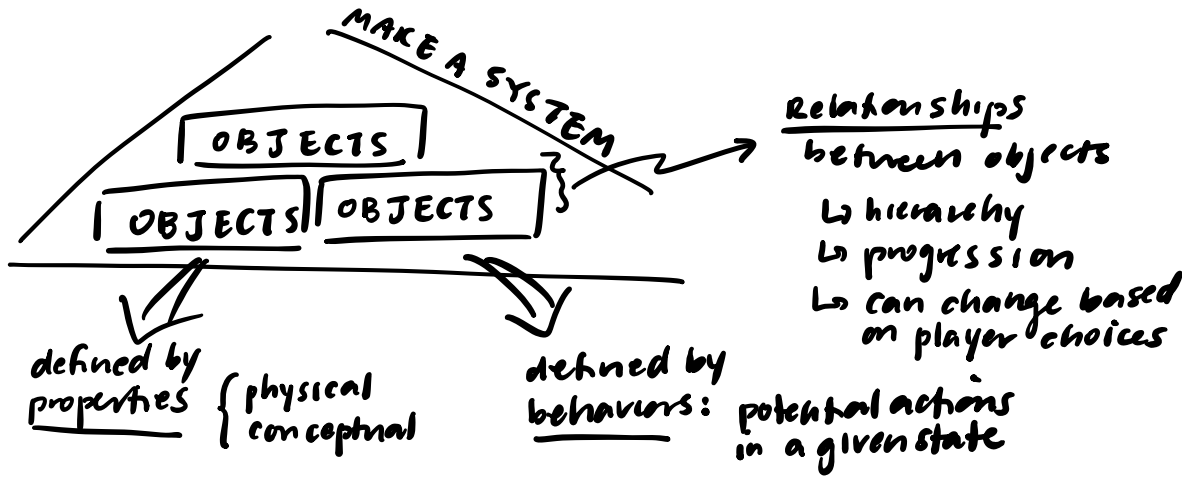 MAKE A SYSTEM
OBJECTS
OBJECTS OBJECTS
Relationships
between objects
↳ hierarchy
↳ progression
↳ can change based
on player choices
defined by
properties { physical
conceptual
defined by
behaviors: potential actions
in a given state